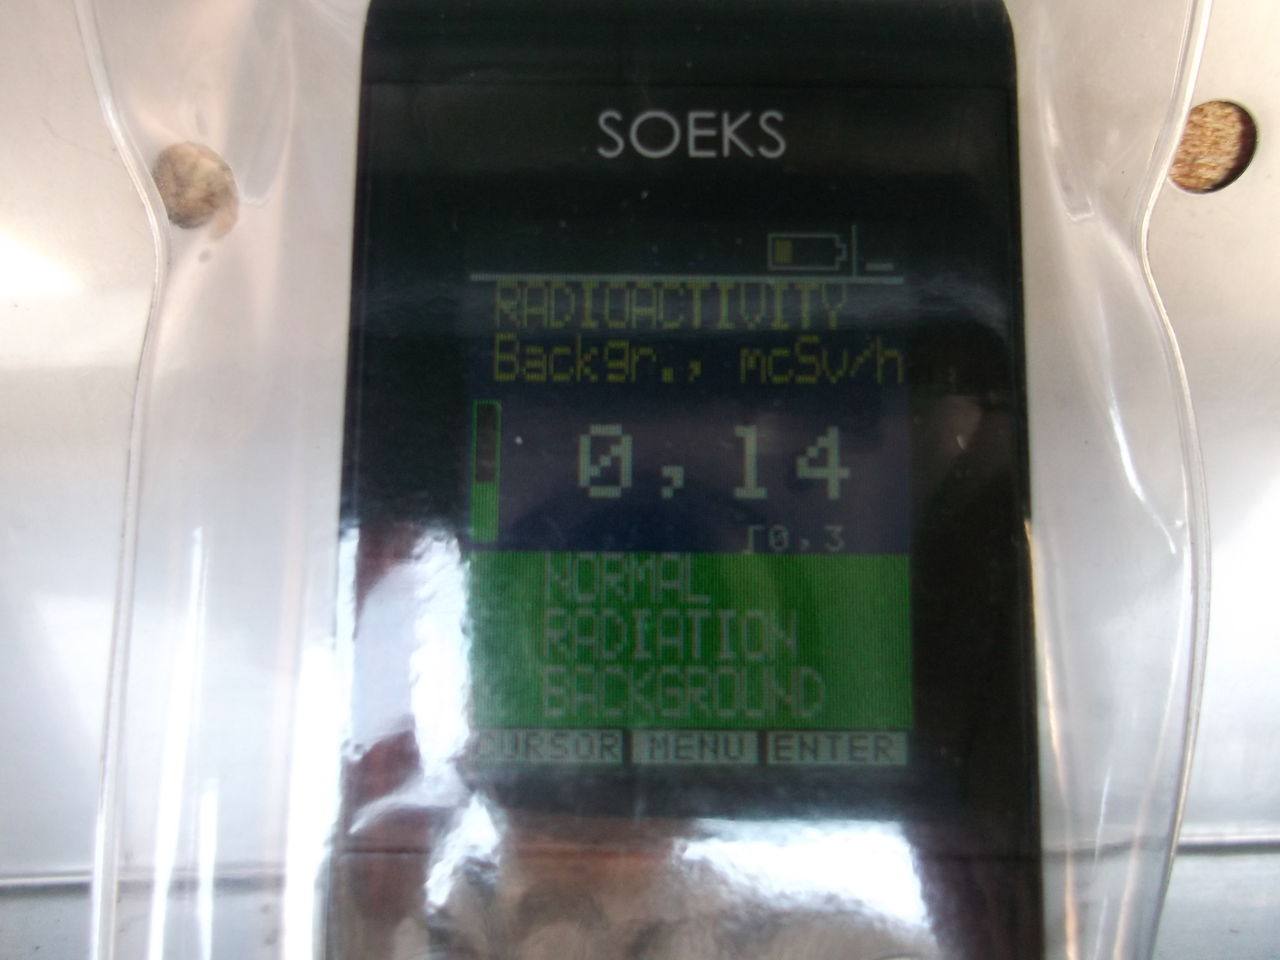 SOEKS
RADIOACTIVITY
Backgr., mcSv/h
0,14
⎧0,3
NORMAL
RADIATION
BACKGROUND
CURSOR MENU ENTER